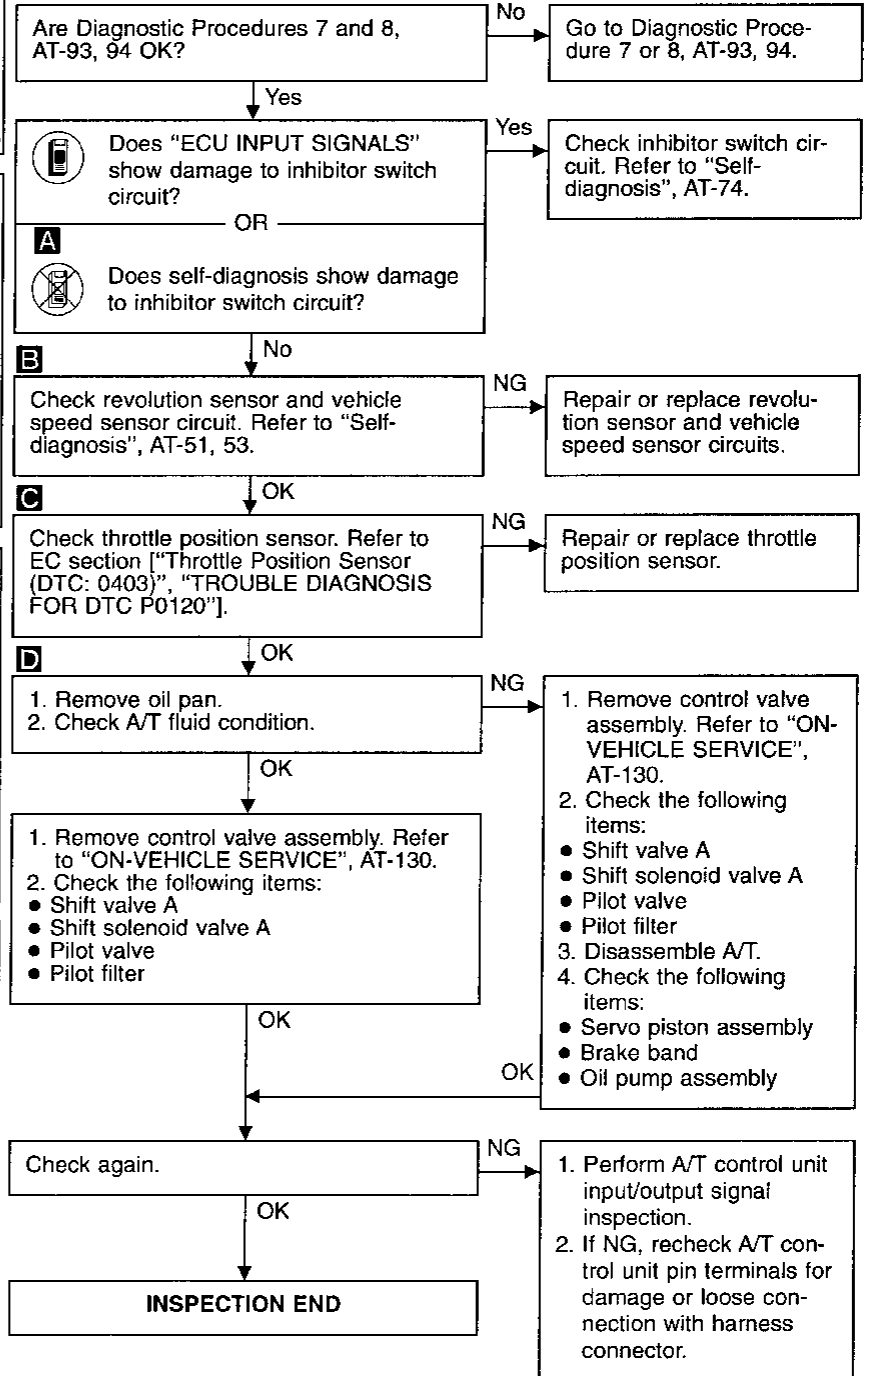 Are Diagnostic Procedures 7 and 8,
AT-93, 94 OK?
No
Go to Diagnostic Proce-
dure 7 or 8, AT-93, 94.
Yes
Does “ECU INPUT SIGNALS”
show damage to inhibitor switch
circuit?
Yes
Check inhibitor switch cir-
cuit. Refer to “Self-
diagnosis”, AT-74.
OR
A
Does self-diagnosis show damage
to inhibitor switch circuit?
No
B
Check revolution sensor and vehicle
speed sensor circuit. Refer to “Self-
diagnosis”, AT-51, 53.
NG
Repair or replace revolu-
tion sensor and vehicle
speed sensor circuits.
OK
C
Check throttle position sensor. Refer to
EC section [“Throttle Position Sensor
(DTC: 0403)”, “TROUBLE DIAGNOSIS
FOR DTC P0120”].
NG
Repair or replace throttle
position sensor.
OK
D
1. Remove oil pan.
2. Check A/T fluid condition.
NG
1. Remove control valve
assembly. Refer to “ON-
VEHICLE SERVICE”,
AT-130.
2. Check the following
items:
● Shift valve A
● Shift solenoid valve A
● Pilot valve
● Pilot filter
3. Disassemble A/T.
4. Check the following
items:
● Servo piston assembly
● Brake band
● Oil pump assembly
OK
1. Remove control valve assembly. Refer
to “ON-VEHICLE SERVICE”, AT-130.
2. Check the following items:
● Shift valve A
● Shift solenoid valve A
● Pilot valve
● Pilot filter
OK
OK
Check again.
NG
1. Perform A/T control unit
input/output signal
inspection.
2. If NG, recheck A/T con-
trol unit pin terminals for
damage or loose con-
nection with harness
connector.
OK
INSPECTION END